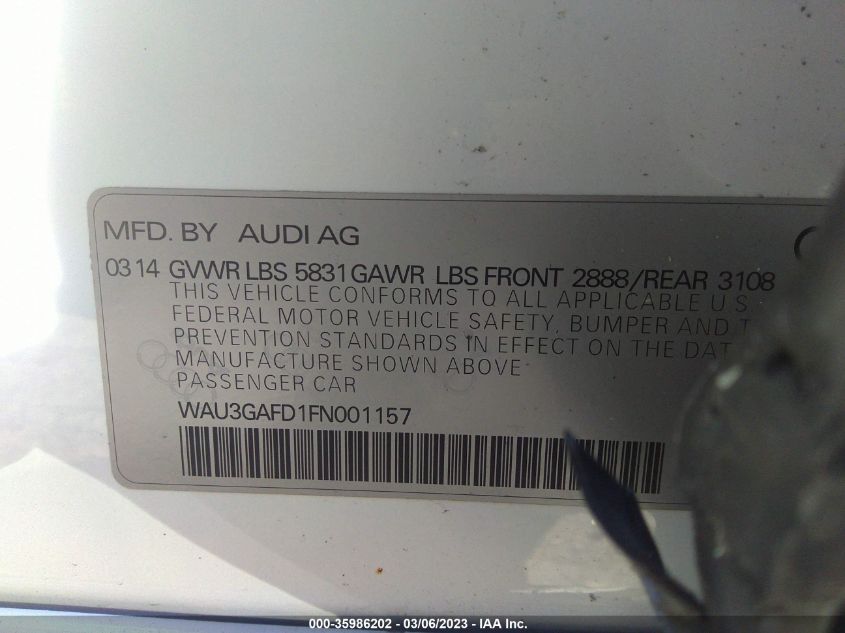 MFD. BY AUDI AG
0314 GVWR LBS 5831 GAWR LBS FRONT 2888/REAR 3108
THIS VEHICLE CONFORMS TO ALL APPLICABLE U S
FEDERAL MOTOR VEHICLE SAFETY, BUMPER AND T
PREVENTION STANDARDS IN EFFECT ON THE DAT
MANUFACTURE SHOWN ABOVE
PASSENGER CAR
WAU3GAFD1FN001157
000-35986202 - 03/06/2023 - IAA Inc.